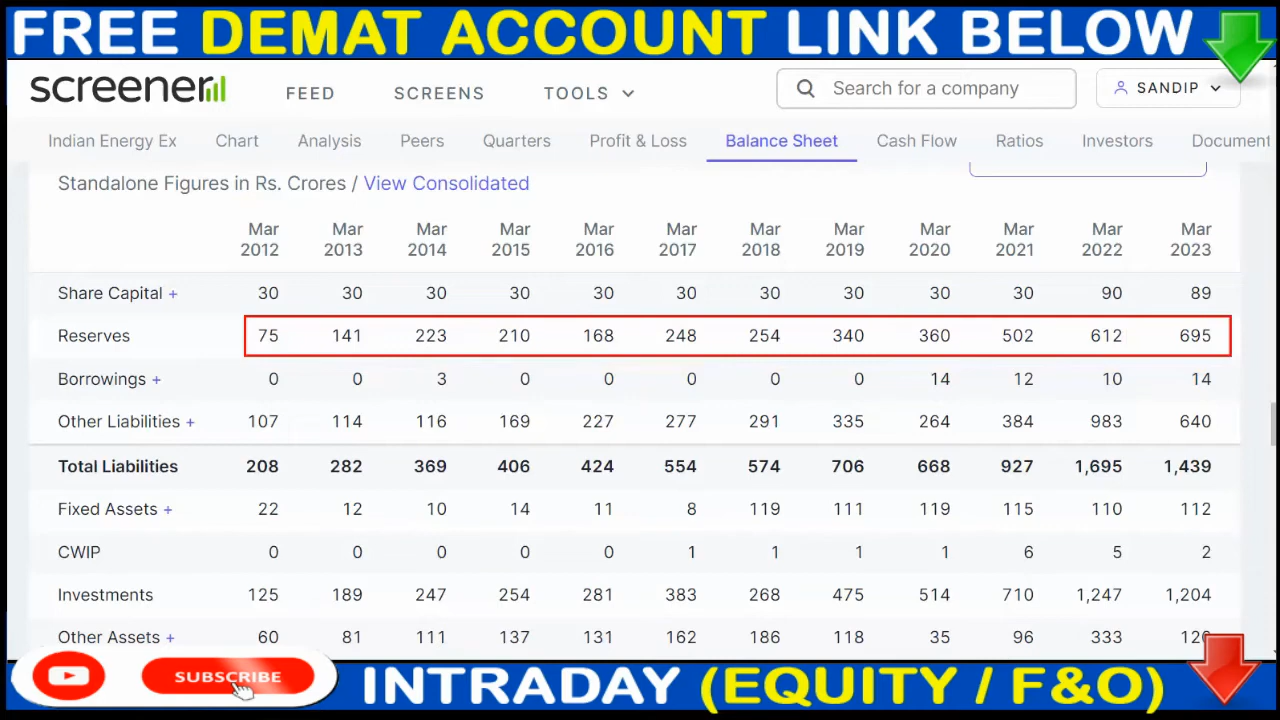 FREE DEMAT ACCOUNT LINK BELOW
screener FEED SCREENS TOOLS Search for a company SANDIP
Indian Energy Ex Chart Analysis Peers Quarters Profit & Loss Balance Sheet Cash Flow Ratios Investors Document
Standalone Figures in Rs. Crores / View Consolidated
Mar Mar Mar Mar Mar Mar Mar Mar Mar Mar Mar Mar
2012 2013 2014 2015 2016 2017 2018 2019 2020 2021 2022 2023
Share Capital + 30 30 30 30 30 30 30 30 30 30 90 89
Reserves 75 141 223 210 168 248 254 340 360 502 612 695
Borrowings + 0 0 3 0 0 0 0 0 14 12 10 14
Other Liabilities + 107 114 116 169 227 277 291 335 264 384 983 640
Total Liabilities 208 282 369 406 424 554 574 706 668 927 1,695 1,439
Fixed Assets + 22 12 10 14 11 8 119 111 119 115 110 112
CWIP 0 0 0 0 0 1 1 1 1 6 5 2
Investments 125 189 247 254 281 383 268 475 514 710 1,247 1,204
Other Assets + 60 81 111 137 131 162 186 118 35 96 333
SUBSCRIBE
INTRADAY (EQUITY / F&O)